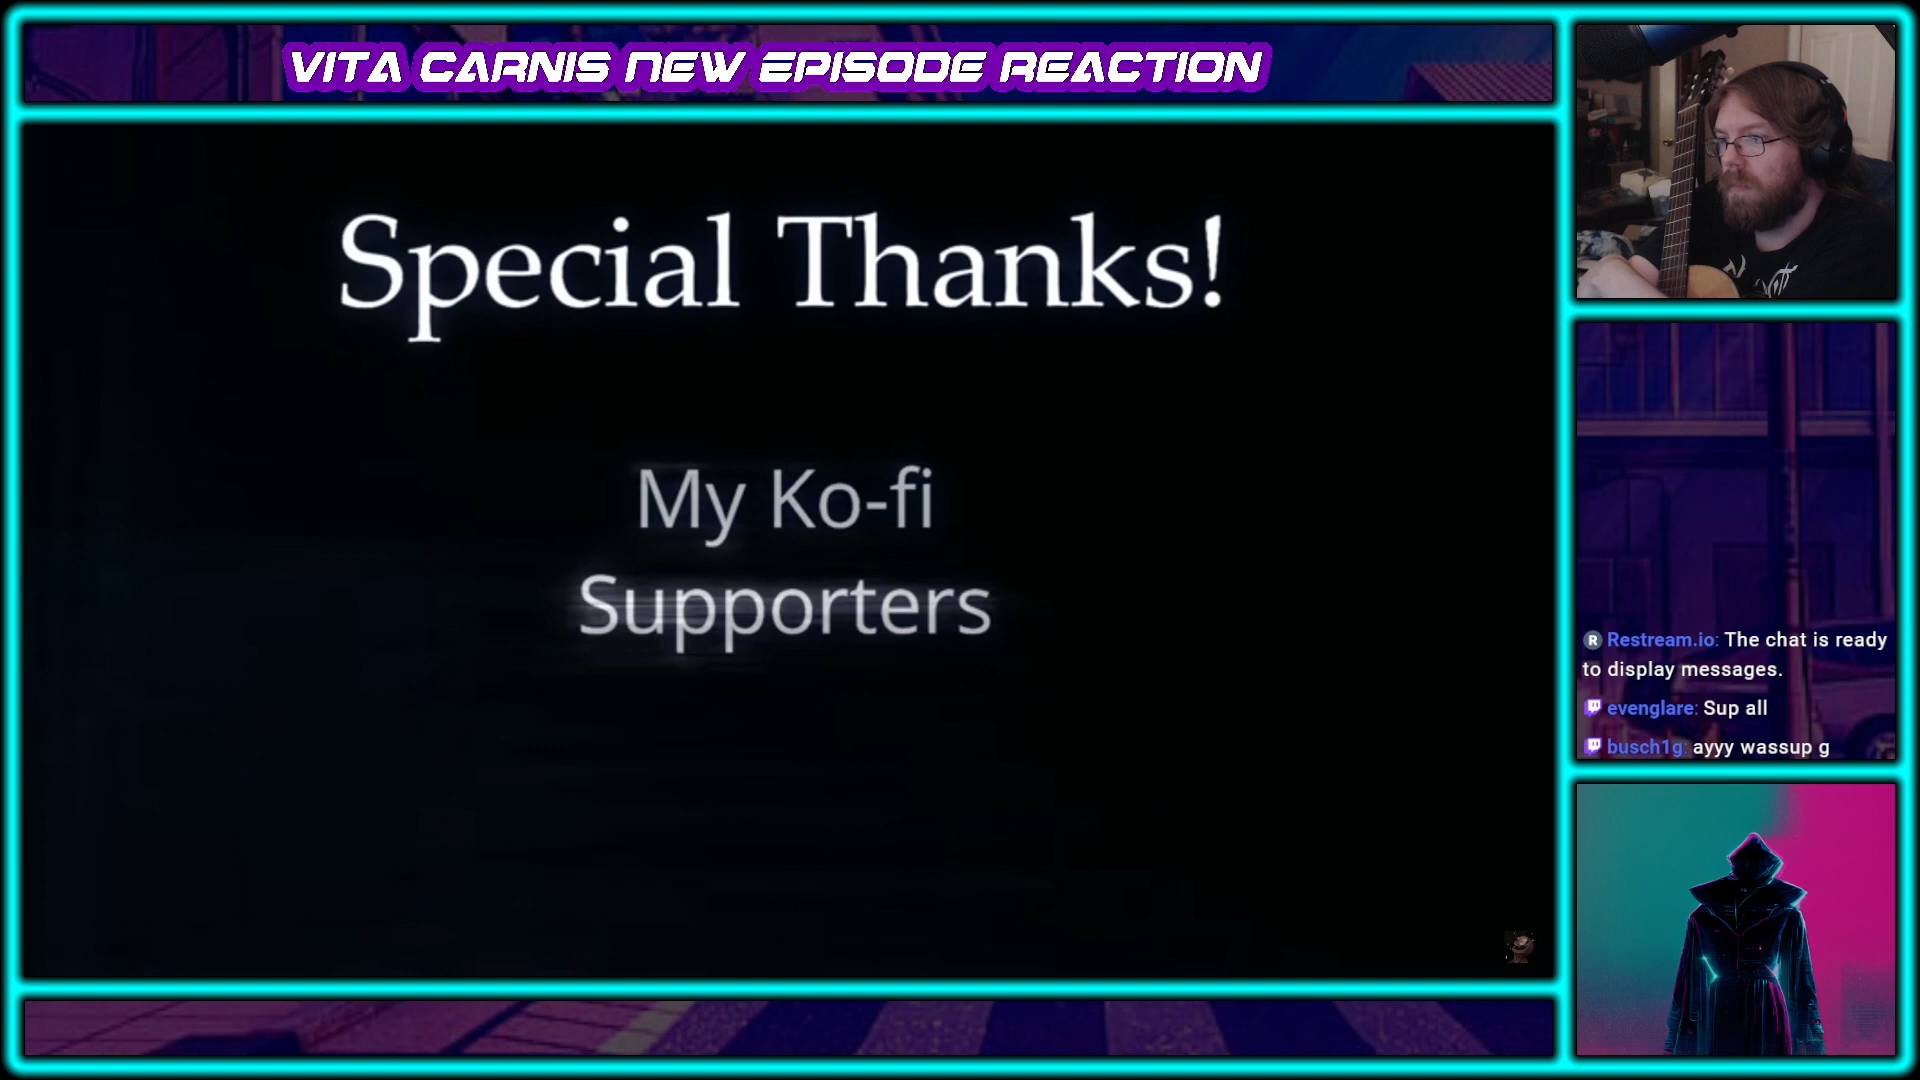 VITA CARNIS NEW EPISODE REACTION
Special Thanks!
My Ko-fi
Supporters
R Restream.io: The chat is ready
to display messages.
evenglare: Sup all
busch1g: ayyy wassup g